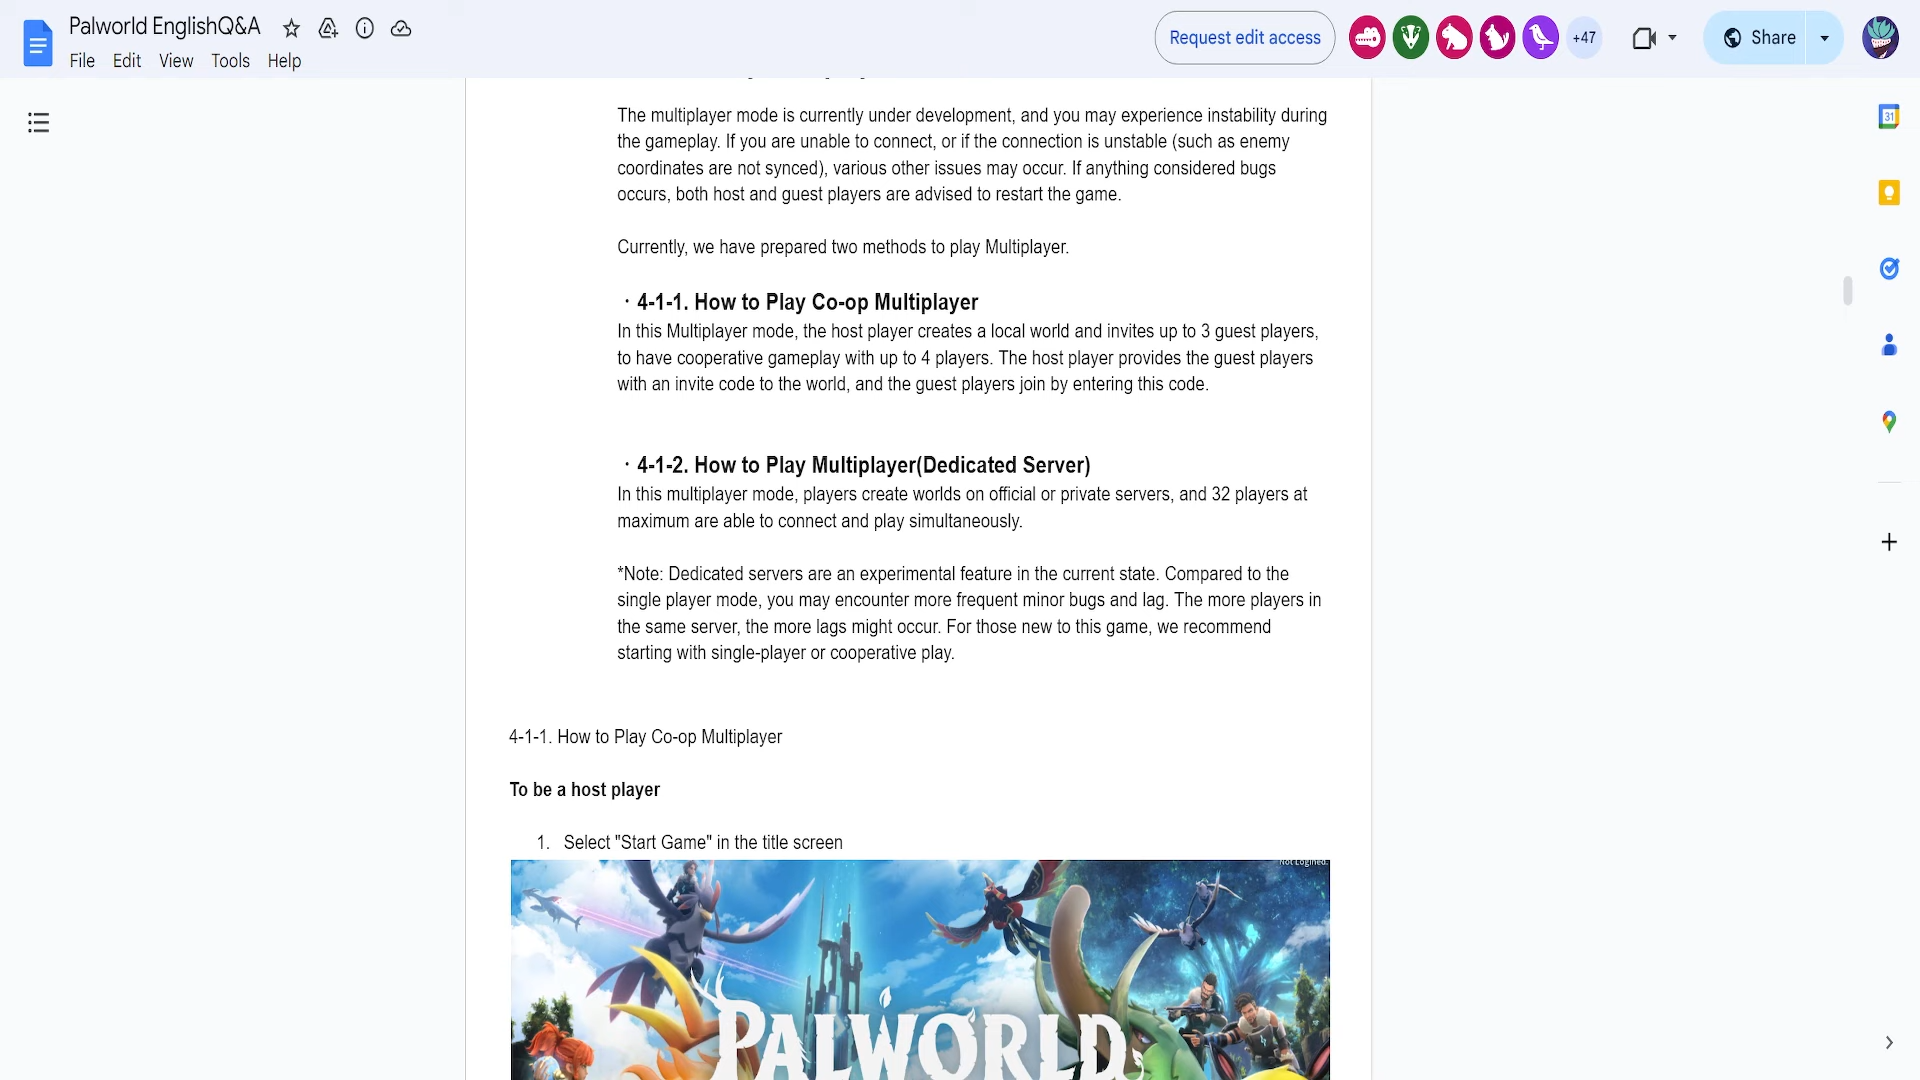 Palworld EnglishQ&A
File Edit View Tools Help
Request edit access
+47
Share
The multiplayer mode is currently under development, and you may experience instability during
the gameplay. If you are unable to connect, or if the connection is unstable (such as enemy
coordinates are not synced), various other issues may occur. If anything considered bugs
occurs, both host and guest players are advised to restart the game.
Currently, we have prepared two methods to play Multiplayer.
・4-1-1. How to Play Co-op Multiplayer
In this Multiplayer mode, the host player creates a local world and invites up to 3 guest players,
to have cooperative gameplay with up to 4 players. The host player provides the guest players
with an invite code to the world, and the guest players join by entering this code.
・4-1-2. How to Play Multiplayer(Dedicated Server)
In this multiplayer mode, players create worlds on official or private servers, and 32 players at
maximum are able to connect and play simultaneously.
*Note: Dedicated servers are an experimental feature in the current state. Compared to the
single player mode, you may encounter more frequent minor bugs and lag. The more players in
the same server, the more lags might occur. For those new to this game, we recommend
starting with single-player or cooperative play.
4-1-1. How to Play Co-op Multiplayer
To be a host player
1. Select "Start Game" in the title screen
Not Logined.
PALWORLD
31